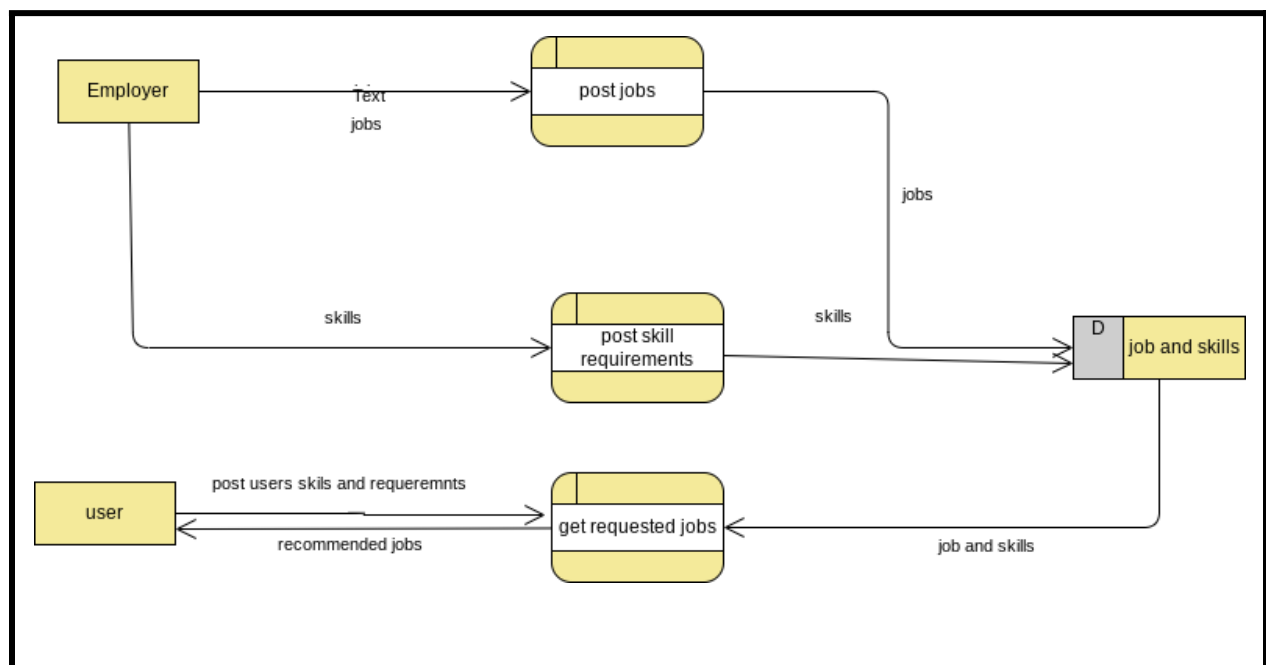 Employer
Text
jobs
post jobs
jobs
skills
post skill
requirements
skills
D
job and skills
user
post users skils and requeremnts
recommended jobs
get requested jobs
job and skills